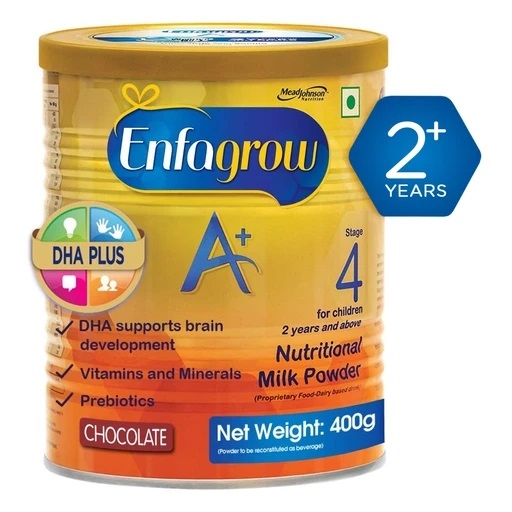 MeadJohnson
Nutrition
Enfagrow
2+
YEARS
A+
DHA PLUS
Stage
4
for children
2 years and above
DHA supports brain
development
Vitamins and Minerals
Prebiotics
Nutritional
Milk Powder
(Proprietary Food-Dairy based drink)
CHOCOLATE
Net Weight: 400g
(Powder to be reconstituted as beverage)